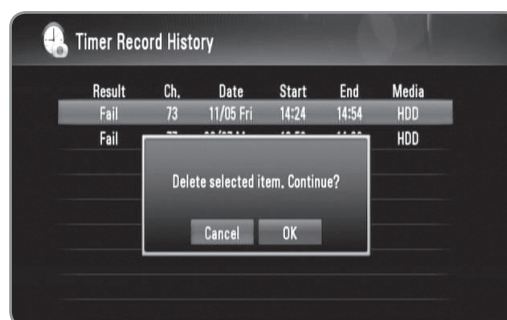 Timer Record History
Result Ch. Date Start End Media
Fail 73 11/05 Fri 14:24 14:54 HDD
Fail HDD
Delete selected item. Continue?
Cancel OK